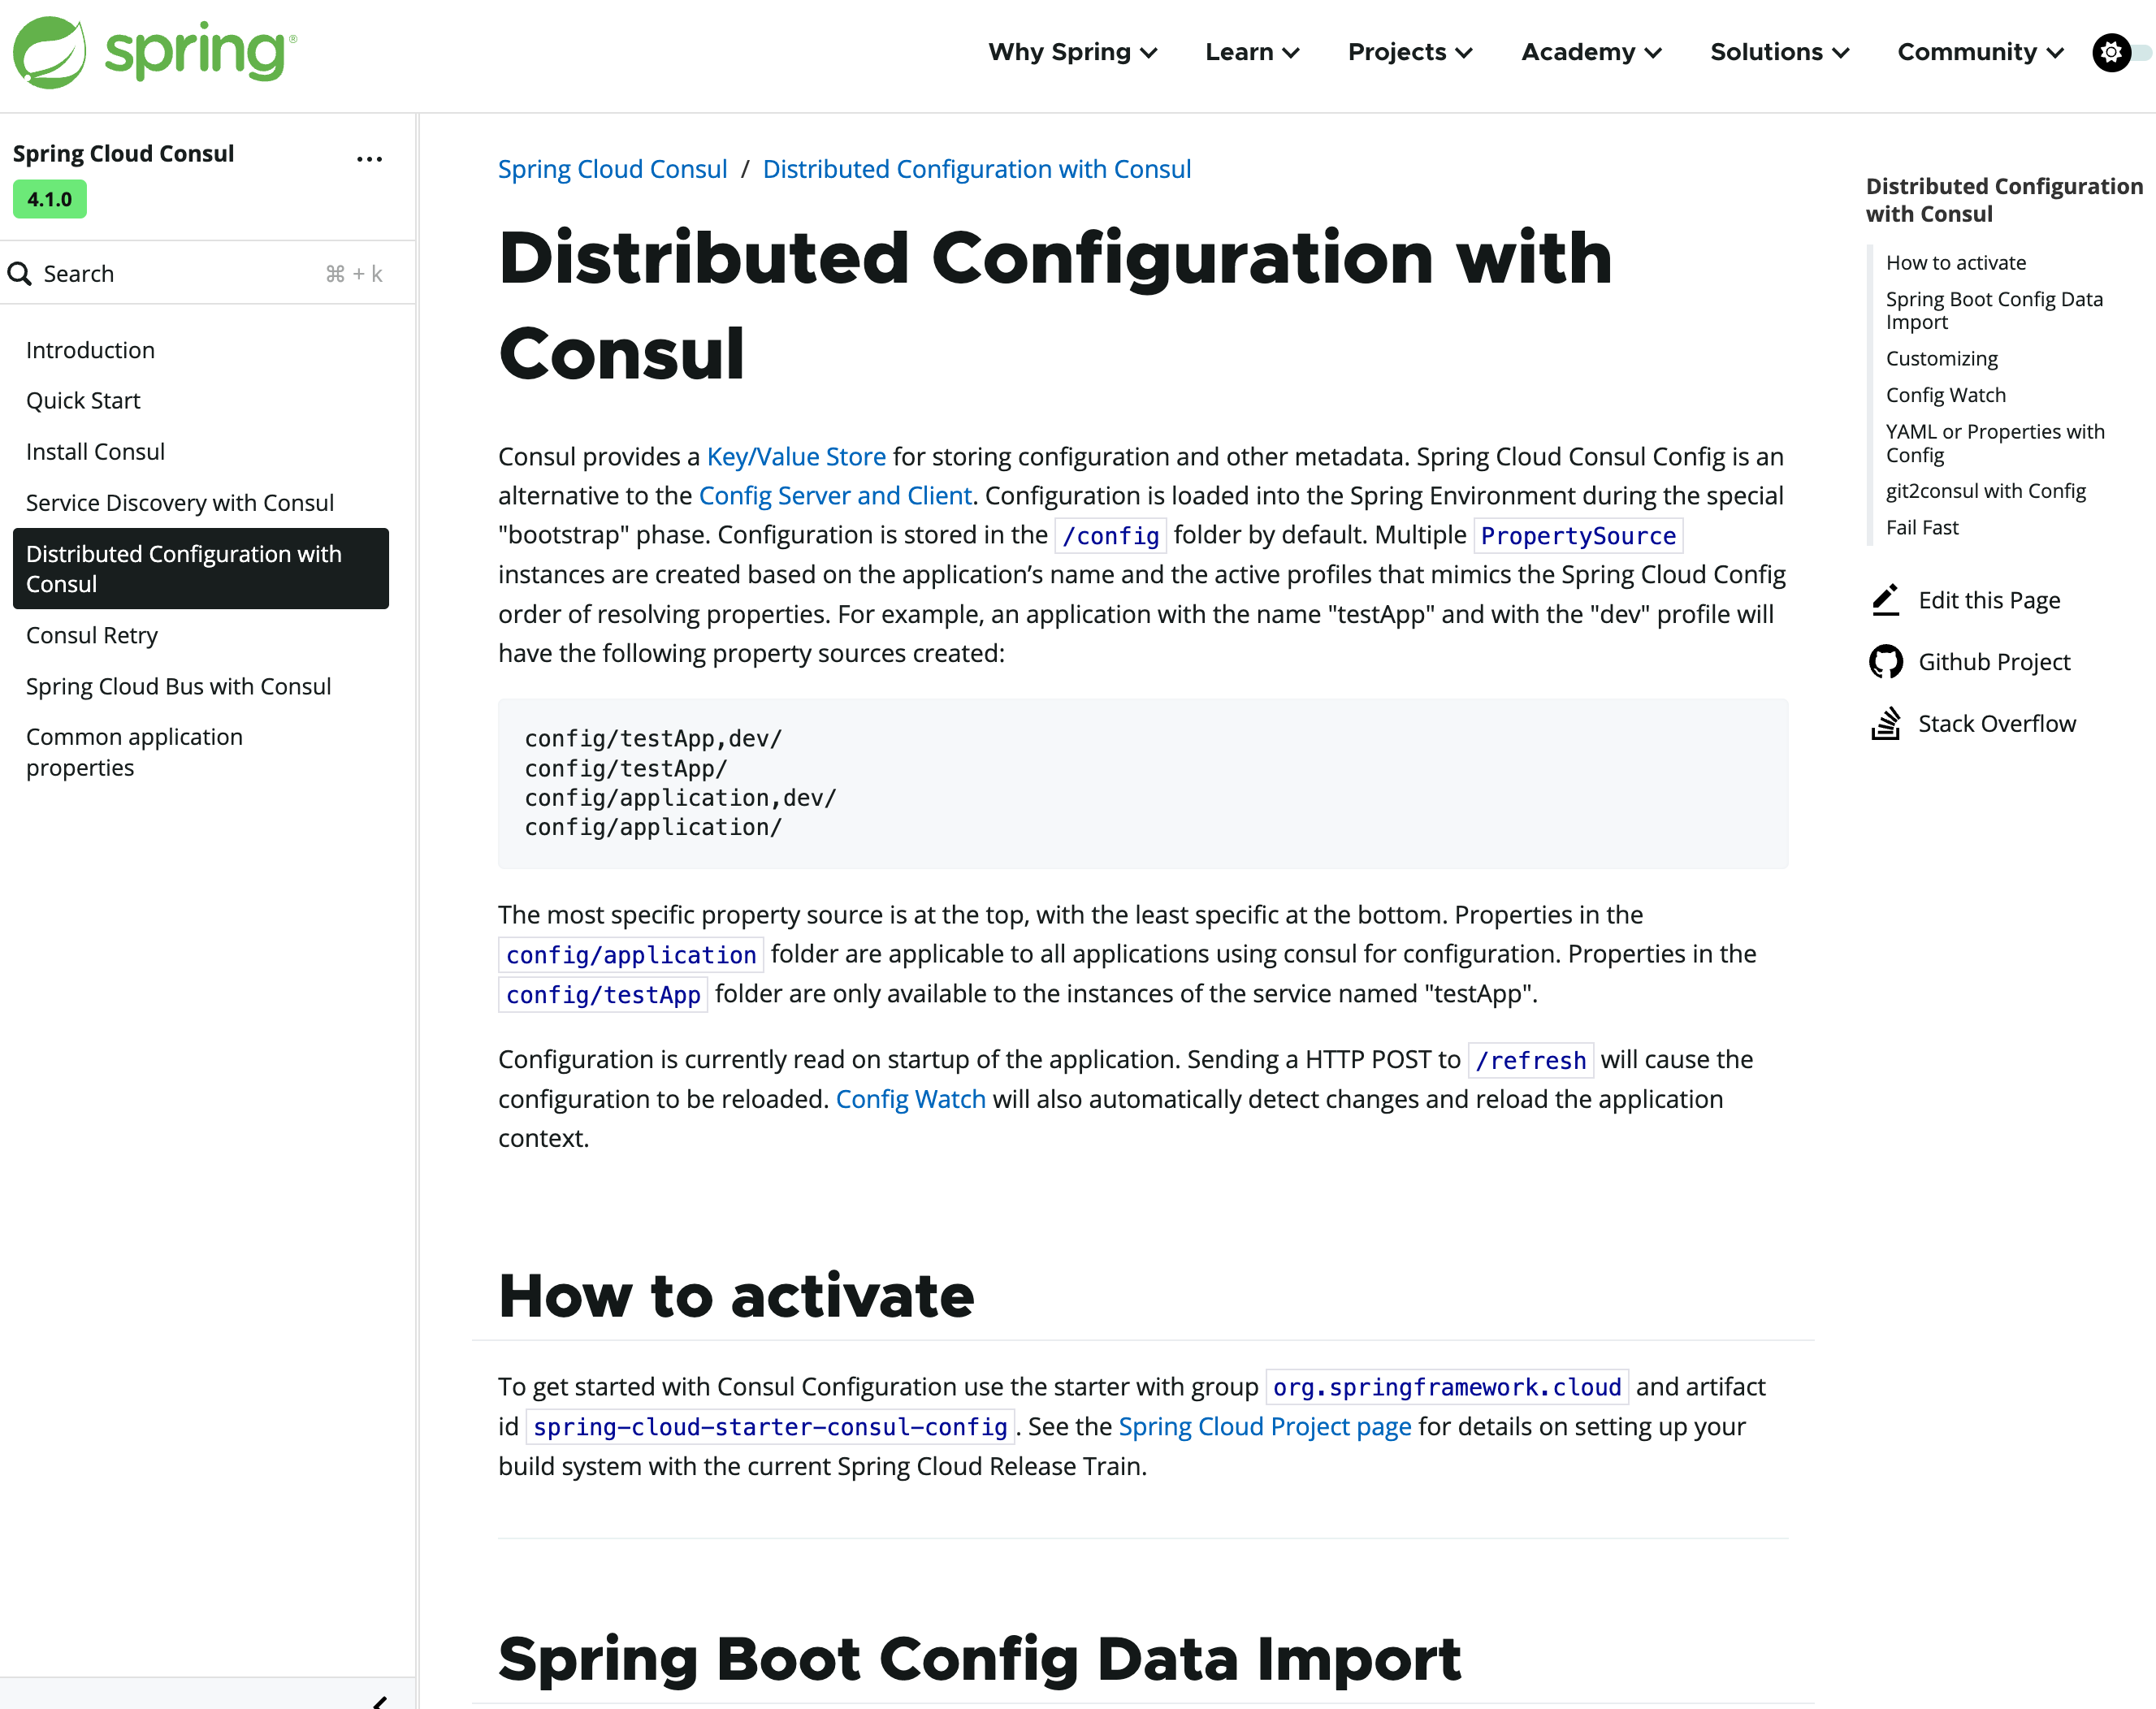 spring®
Why Spring
Learn
Projects
Academy
Solutions
Community
Spring Cloud Consul
...
4.1.0
Search
⌘ + k
Introduction
Quick Start
Install Consul
Service Discovery with Consul
Distributed Configuration with
Consul
Consul Retry
Spring Cloud Bus with Consul
Common application
properties
Spring Cloud Consul / Distributed Configuration with Consul
Distributed Configuration with
Consul
Consul provides a Key/Value Store for storing configuration and other metadata. Spring Cloud Consul Config is an
alternative to the Config Server and Client. Configuration is loaded into the Spring Environment during the special
"bootstrap" phase. Configuration is stored in the /config folder by default. Multiple PropertySource
instances are created based on the application’s name and the active profiles that mimics the Spring Cloud Config
order of resolving properties. For example, an application with the name "testApp" and with the "dev" profile will
have the following property sources created:
config/testApp,dev/
config/testApp/
config/application,dev/
config/application/
The most specific property source is at the top, with the least specific at the bottom. Properties in the
config/application folder are applicable to all applications using consul for configuration. Properties in the
config/testApp folder are only available to the instances of the service named "testApp".
Configuration is currently read on startup of the application. Sending a HTTP POST to /refresh will cause the
configuration to be reloaded. Config Watch will also automatically detect changes and reload the application
context.
How to activate
To get started with Consul Configuration use the starter with group org.springframework.cloud and artifact
id spring-cloud-starter-consul-config. See the Spring Cloud Project page for details on setting up your
build system with the current Spring Cloud Release Train.
Spring Boot Config Data Import
Distributed Configuration
with Consul
How to activate
Spring Boot Config Data
Import
Customizing
Config Watch
YAML or Properties with
Config
git2consul with Config
Fail Fast
Edit this Page
Github Project
Stack Overflow